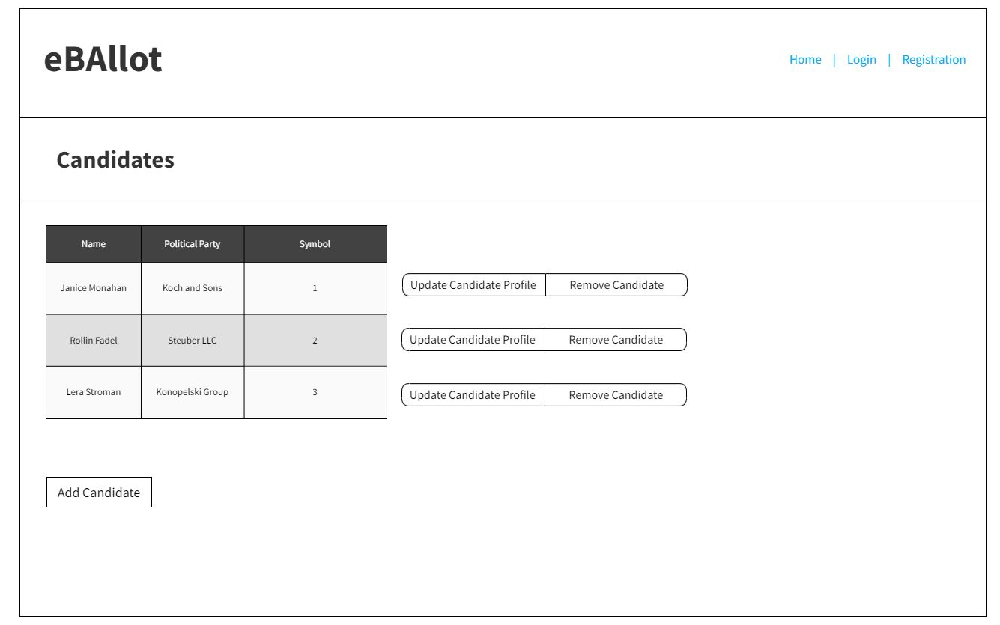 eBAllot
Home | Login | Registration
Candidates
Name Political Party Symbol
Janice Monahan Koch and Sons 1 Update Candidate Profile Remove Candidate
Rollin Fadel Steuber LLC 2 Update Candidate Profile Remove Candidate
Lera Stroman Konopelski Group 3 Update Candidate Profile Remove Candidate
Add Candidate